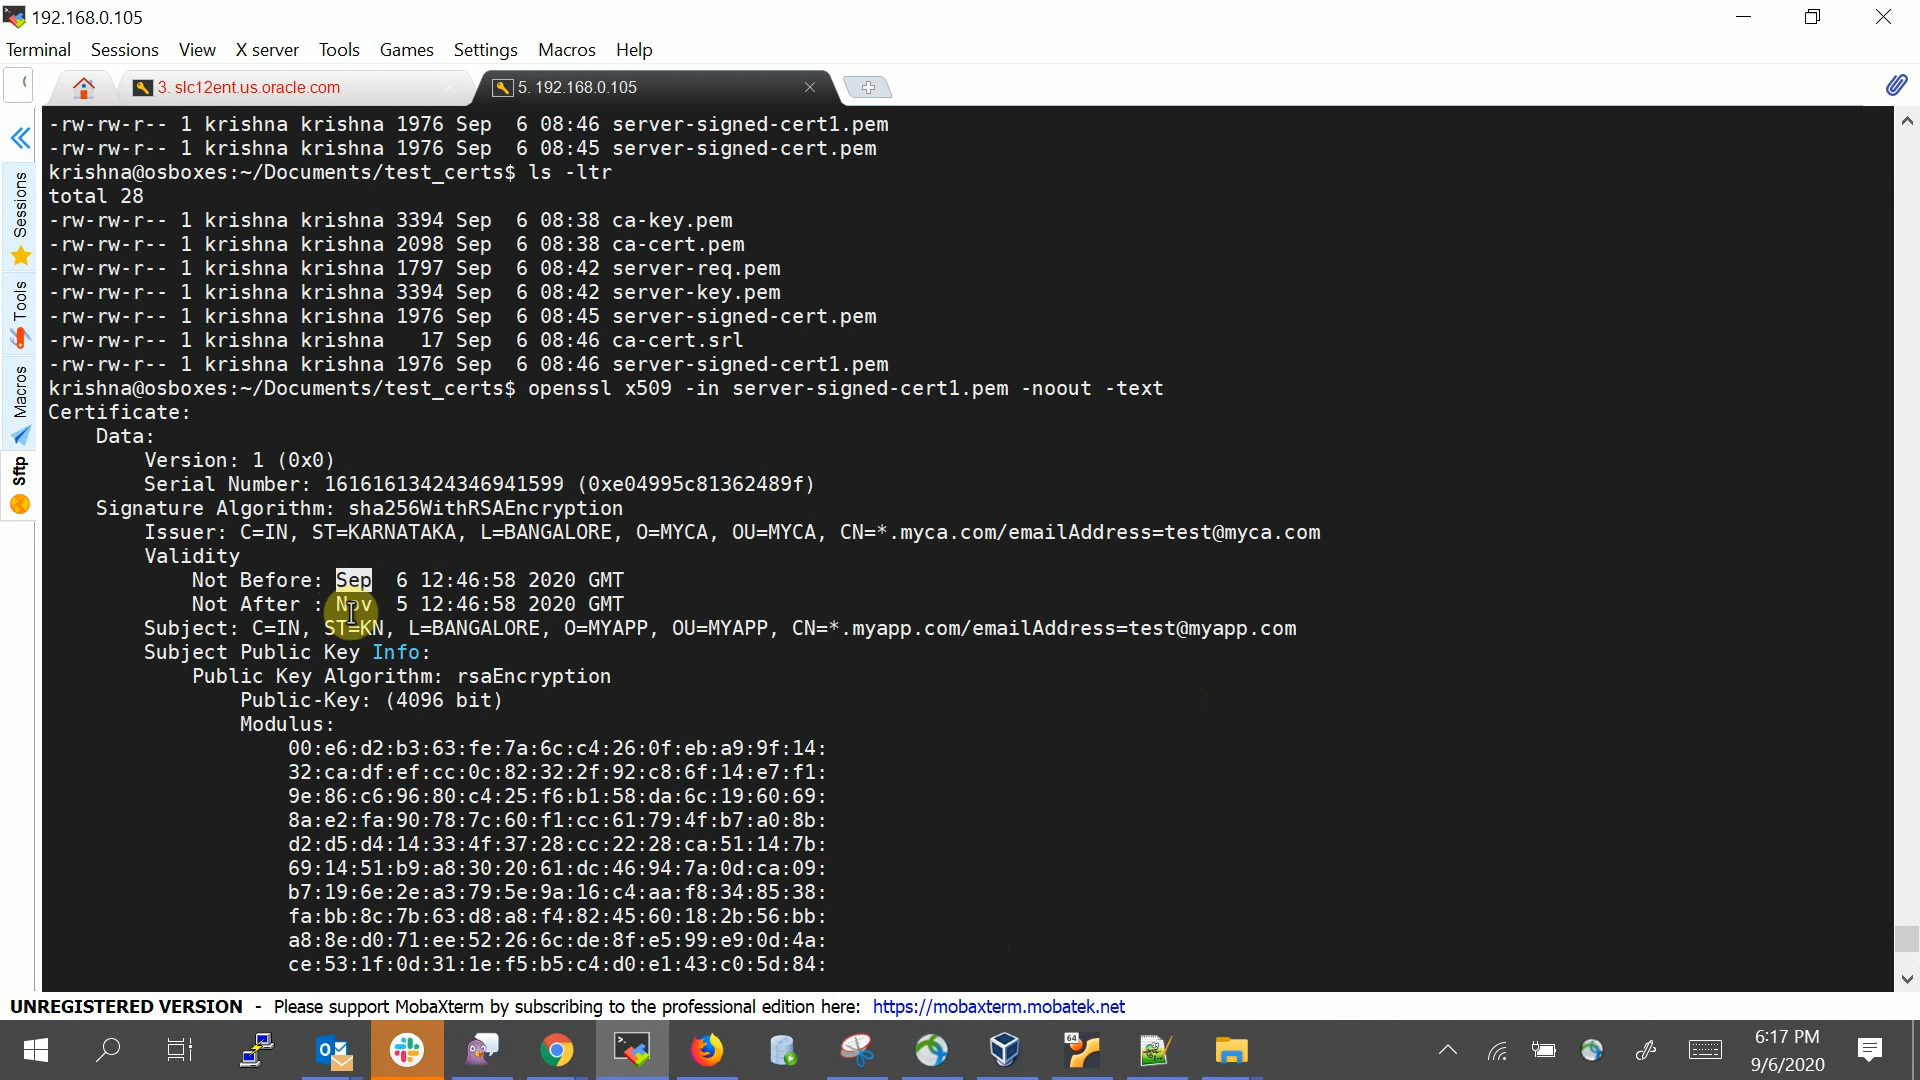 192.168.0.105
Terminal Sessions View X server Tools Games Settings Macros Help
3. slc12ent.us.oracle.com 5. 192.168.0.105
Sessions
Tools
Macros
Sftp
-rw-rw-r-- 1 krishna krishna 1976 Sep  6 08:46 server-signed-cert1.pem
-rw-rw-r-- 1 krishna krishna 1976 Sep  6 08:45 server-signed-cert.pem
krishna@osboxes:~/Documents/test_certs$ ls -ltr
total 28
-rw-rw-r-- 1 krishna krishna 3394 Sep  6 08:38 ca-key.pem
-rw-rw-r-- 1 krishna krishna 2098 Sep  6 08:38 ca-cert.pem
-rw-rw-r-- 1 krishna krishna 1797 Sep  6 08:42 server-req.pem
-rw-rw-r-- 1 krishna krishna 3394 Sep  6 08:42 server-key.pem
-rw-rw-r-- 1 krishna krishna 1976 Sep  6 08:45 server-signed-cert.pem
-rw-rw-r-- 1 krishna krishna   17 Sep  6 08:46 ca-cert.srl
-rw-rw-r-- 1 krishna krishna 1976 Sep  6 08:46 server-signed-cert1.pem
krishna@osboxes:~/Documents/test_certs$ openssl x509 -in server-signed-cert1.pem -noout -text
Certificate:
Data:
Version: 1 (0x0)
Serial Number: 16161613424346941599 (0xe04995c81362489f)
Signature Algorithm: sha256WithRSAEncryption
Issuer: C=IN, ST=KARNATAKA, L=BANGALORE, O=MYCA, OU=MYCA, CN=*.myca.com/emailAddress=test@myca.com
Validity
Not Before: Sep  6 12:46:58 2020 GMT
Not After : Nov  5 12:46:58 2020 GMT
Subject: C=IN, ST=KN, L=BANGALORE, O=MYAPP, OU=MYAPP, CN=*.myapp.com/emailAddress=test@myapp.com
Subject Public Key Info:
Public Key Algorithm: rsaEncryption
Public-Key: (4096 bit)
Modulus:
00:e6:d2:b3:63:fe:7a:6c:c4:26:0f:eb:a9:9f:14:
32:ca:df:ef:cc:0c:82:32:2f:92:c8:6f:14:e7:f1:
9e:86:c6:96:80:c4:25:f6:b1:58:da:6c:19:60:69:
8a:e2:fa:90:78:7c:60:f1:cc:61:79:4f:b7:a0:8b:
d2:d5:d4:14:33:4f:37:28:cc:22:28:ca:51:14:7b:
69:14:51:b9:a8:30:20:61:dc:46:94:7a:0d:ca:09:
b7:19:6e:2e:a3:79:5e:9a:16:c4:aa:f8:34:85:38:
fa:bb:8c:7b:63:d8:a8:f4:82:45:60:18:2b:56:bb:
a8:8e:d0:71:ee:52:26:6c:de:8f:e5:99:e9:0d:4a:
ce:53:1f:0d:31:1e:f5:b5:c4:d0:e1:43:c0:5d:84:
UNREGISTERED VERSION - Please support MobaXterm by subscribing to the professional edition here: https://mobaxterm.mobatek.net
64
6:17 PM
9/6/2020